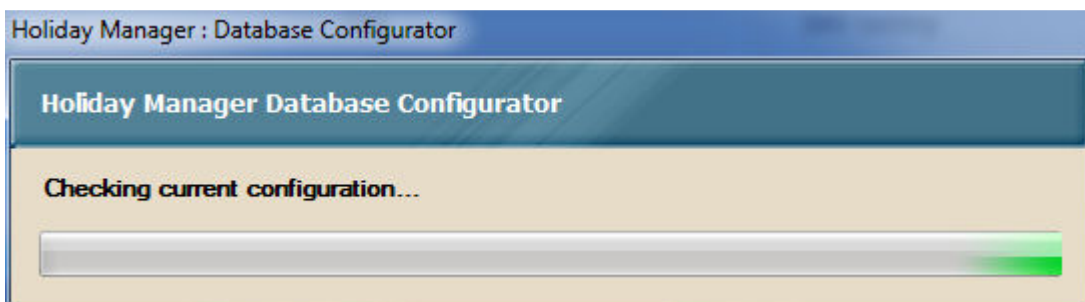 Holiday Manager : Database Configurator
Holiday Manager Database Configurator
Checking current configuration...